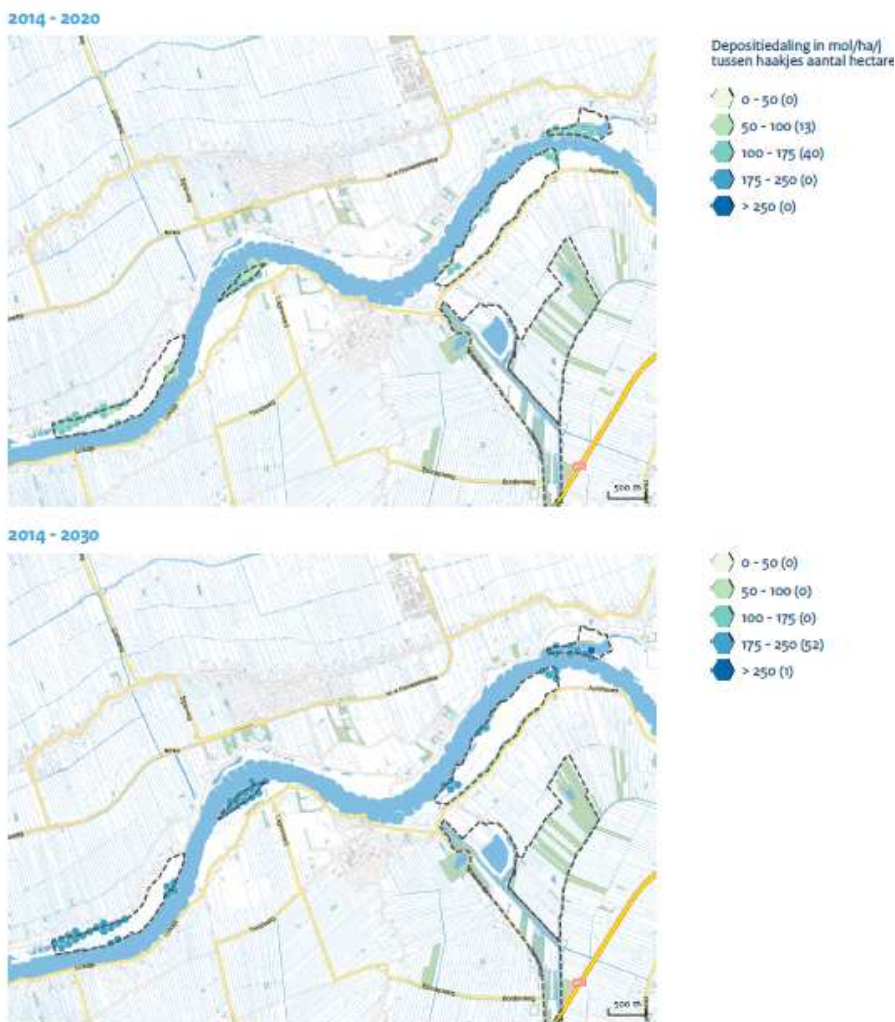 2014 - 2020
Depositiedaling in mol/ha/j
tussen haakjes aantal hectare
0 - 50 (0)
50 - 100 (13)
100 - 175 (40)
175 - 250 (0)
> 250 (0)
500 m
2014 - 2030
0 - 50 (0)
50 - 100 (0)
100 - 175 (0)
175 - 250 (52)
> 250 (1)
500 m